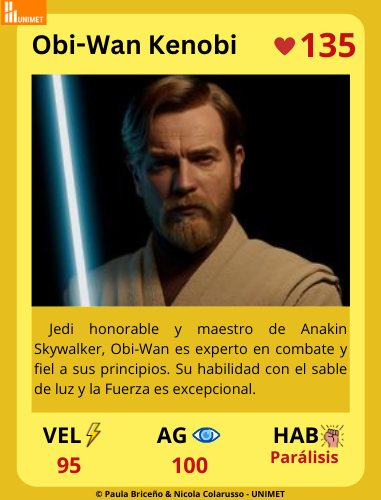 UNIMET
Obi-Wan Kenobi
135
Jedi honorable y maestro de Anakin
Skywalker, Obi-Wan es experto en combate y
fiel a sus principios. Su habilidad con el sable
de luz y la Fuerza es excepcional.
VEL AG HAB
95 100 Parálisis
© Paula Briceño & Nicola Colarusso - UNIMET